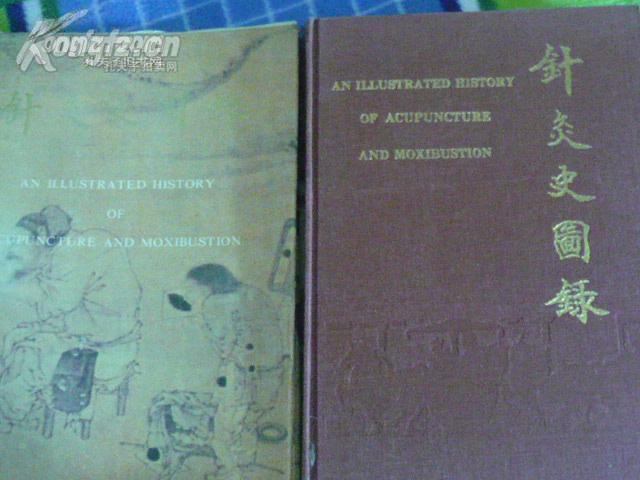 Kongfz.com
针
AN ILLUSTRATED HISTORY
OF
ACUPUNCTURE AND MOXIBUSTION
AN ILLUSTRATED HISTORY
OF ACUPUNCTURE
AND MOXIBUSTION
針灸史圖錄